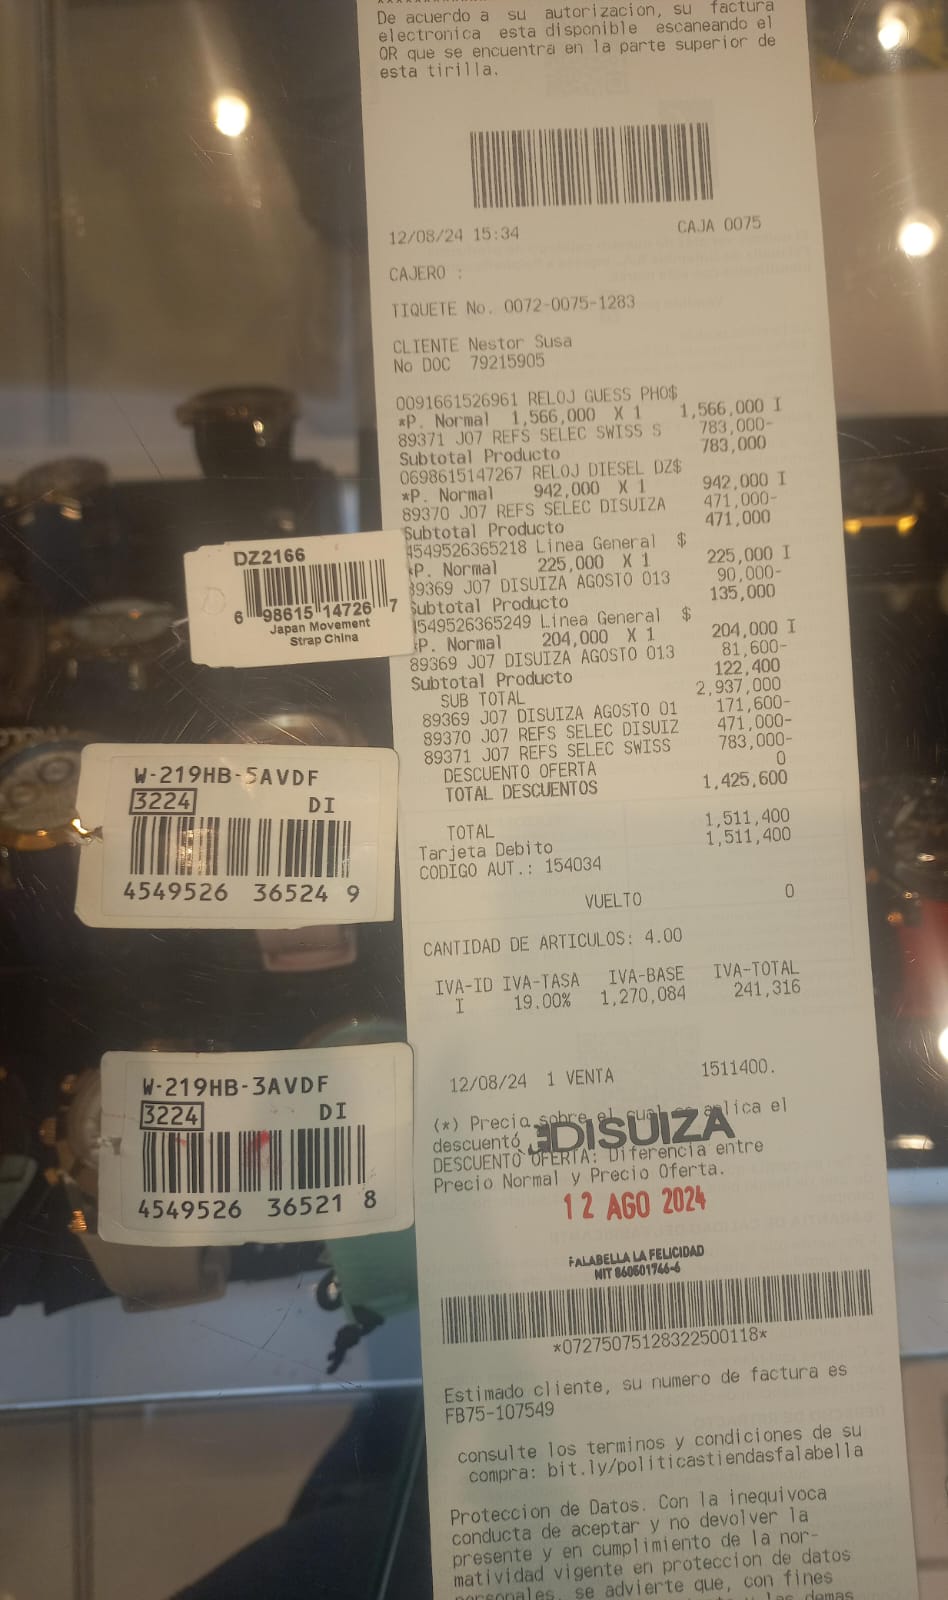 De acuerdo a su autorizacion, su factura
electronica esta disponible escaneando el
QR que se encuentra en la parte superior de
esta tirilla.
12/08/24 15:34 CAJA 0075
CAJERO :
TIQUETE No. 0072-0075-1283
CLIENTE Nestor Susa
No DOC 79215905
0091661526961 RELOJ GUESS PHO$
*P. Normal 1,566,000 X 1 1,566,000 I
89371 J07 REFS SELEC SWISS S 783,000-
Subtotal Producto 783,000
0698615147267 RELOJ DIESEL DZ$
*P. Normal 942,000 X 1 942,000 I
89370 J07 REFS SELEC DISUIZA 471,000-
Subtotal Producto 471,000
4549526365218 Linea General $
*P. Normal 225,000 X 1 225,000 I
89369 J07 DISUIZA AGOSTO 013 90,000-
Subtotal Producto 135,000
4549526365249 Linea General $
*P. Normal 204,000 X 1 204,000 I
89369 J07 DISUIZA AGOSTO 013 81,600-
Subtotal Producto 122,400
SUB TOTAL 2,937,000
89369 J07 DISUIZA AGOSTO 01 171,600-
89370 J07 REFS SELEC DISUIZ 471,000-
89371 J07 REFS SELEC SWISS 783,000-
DESCUENTO OFERTA 0
TOTAL DESCUENTOS 1,425,600
TOTAL 1,511,400
Tarjeta Debito 1,511,400
CODIGO AUT.: 154034
VUELTO 0
CANTIDAD DE ARTICULOS: 4.00
IVA-ID IVA-TASA IVA-BASE IVA-TOTAL
I 19.00% 1,270,084 241,316
12/08/24 1 VENTA 1511400.
(*) Precio sobre el cual se aplica el
descuento.
DESCUENTO OFERTA: Diferencia entre
Precio Normal y Precio Oferta.
DISUIZA
12 AGO 2024
FALABELLA LA FELICIDAD
NIT 860501746-6
*07275075128322500118*
Estimado cliente, su numero de factura es
FB75-107549
consulte los terminos y condiciones de su
compra: bit.ly/politicastiendasfalabella
Proteccion de Datos. Con la inequivoca
conducta de aceptar y no devolver la
presente y en cumplimiento de la nor-
matividad vigente en proteccion de datos
personales, se advierte que, con fines
las demas
DZ2166
6 98615 14726 7
Japan Movement
Strap China
W-219HB-5AVDF
3224 DI
4549526 36524 9
W-219HB-3AVDF
3224 DI
4549526 36521 8